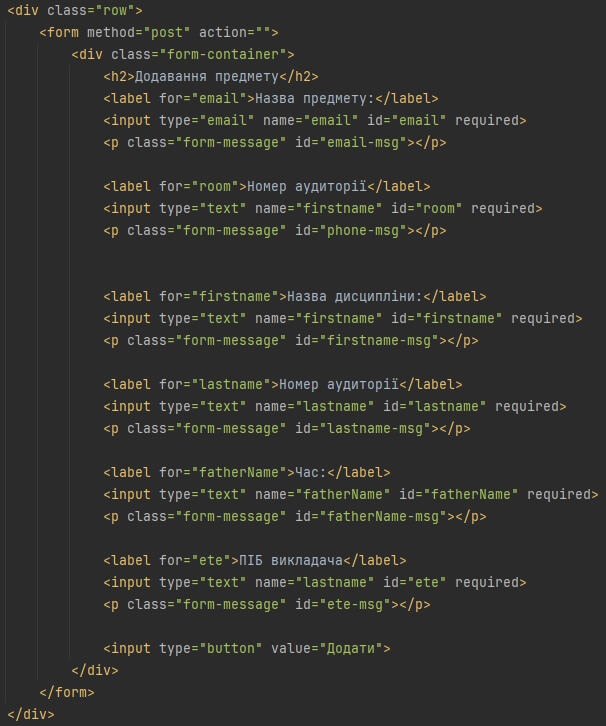 <div class="row">
<form method="post" action="">
<div class="form-container">
<h2>Додавання предмету</h2>
<label for="email">Назва предмету:</label>
<input type="email" name="email" id="email" required>
<p class="form-message" id="email-msg"></p>
<label for="room">Номер аудиторії</label>
<input type="text" name="firstname" id="room" required>
<p class="form-message" id="phone-msg"></p>
<label for="firstname">Назва дисципліни:</label>
<input type="text" name="firstname" id="firstname" required>
<p class="form-message" id="firstname-msg"></p>
<label for="lastname">Номер аудиторії</label>
<input type="text" name="lastname" id="lastname" required>
<p class="form-message" id="lastname-msg"></p>
<label for="fatherName">Час:</label>
<input type="text" name="fatherName" id="fatherName" required>
<p class="form-message" id="fatherName-msg"></p>
<label for="ete">ПІБ викладача</label>
<input type="text" name="lastname" id="ete" required>
<p class="form-message" id="ete-msg"></p>
<input type="button" value="Додати">
</div>
</form>
</div>